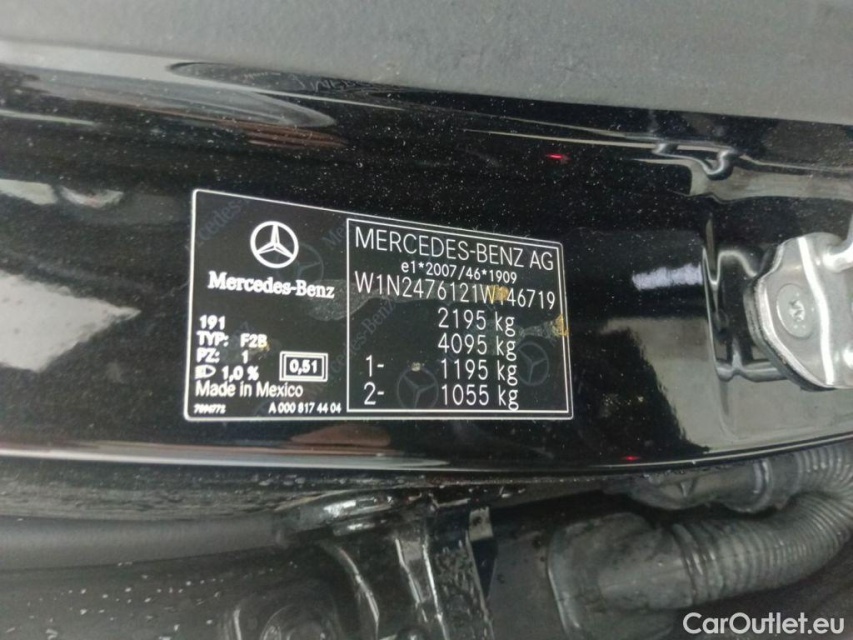 Mercedes-Benz
191
TYP: F2B
PZ: 1
1,0 %
0,51
Made in Mexico
A 000 817 44 04
MERCEDES-BENZ AG
e1*2007/46*1909
2195 kg
4095 kg
1- 1195 kg
2- 1055 kg
CarOutlet.eu